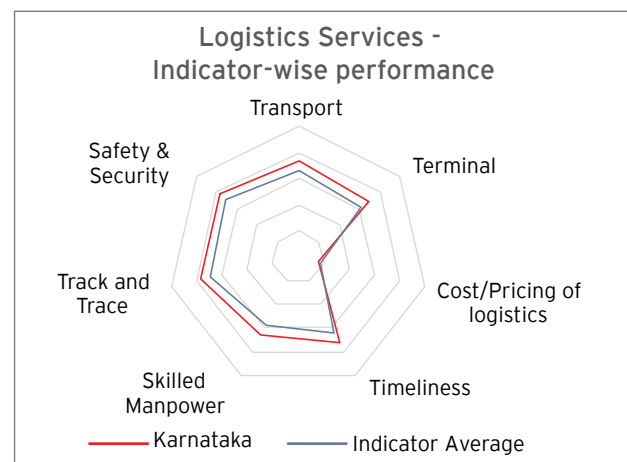 Logistics Services -
Indicator-wise performance
Transport
Terminal
Cost/Pricing of
logistics
Timeliness
Skilled
Manpower
Track and
Trace
Safety &
Security
Karnataka
Indicator Average